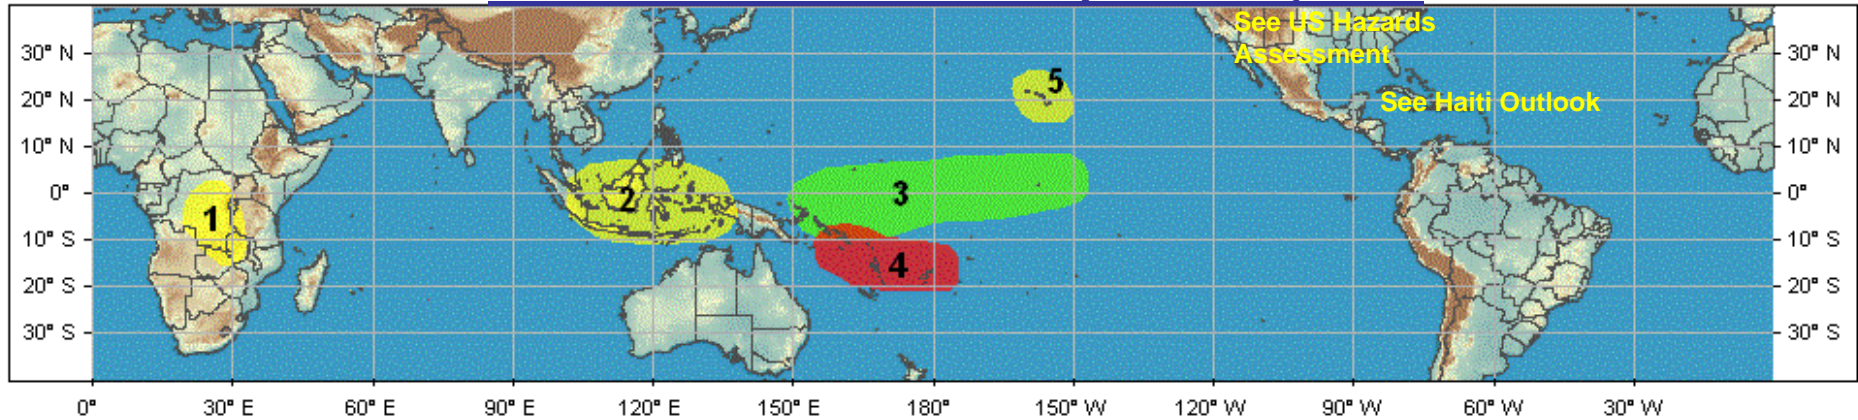 See US Hazards
Assessment
See Haiti Outlook
30° N
20° N
10° N
0°
10° S
20° S
30° S
1
2
3
4
5
30° N
20° N
10° N
0°
10° S
20° S
30° S
0°
30° E
60° E
90° E
120° E
150° E
180°
150° W
120° W
90° W
60° W
30° W